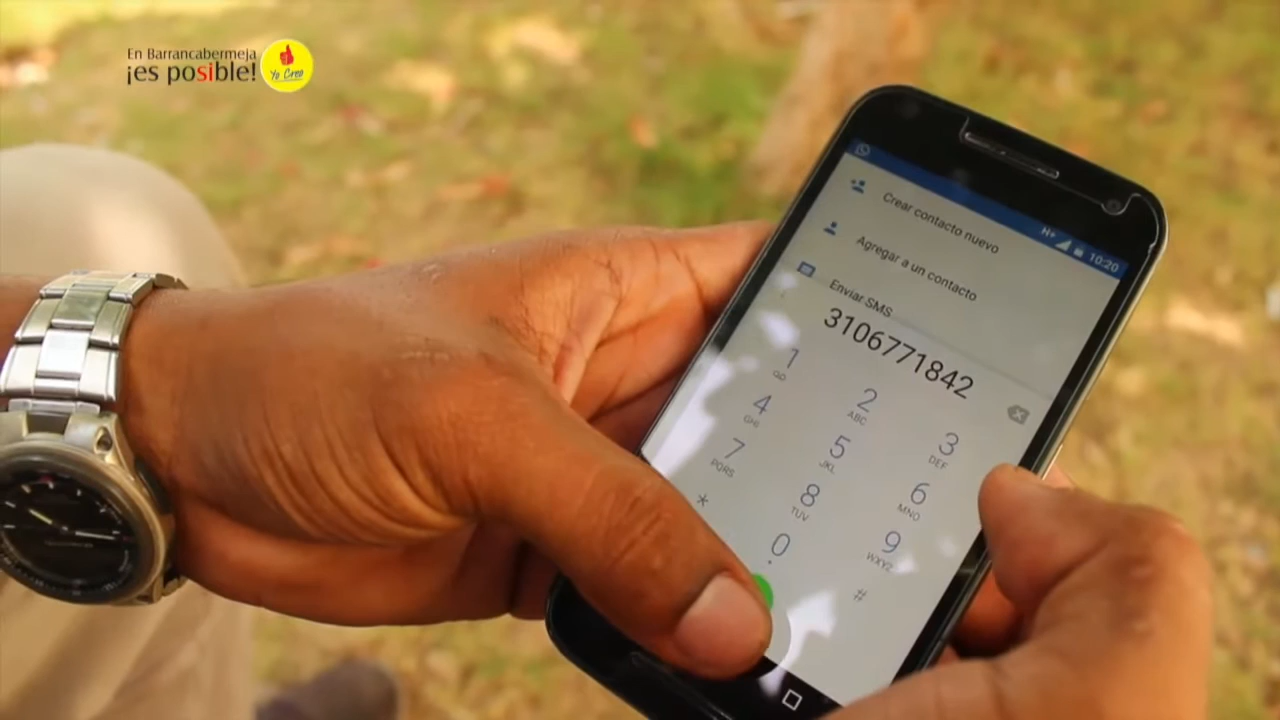 En Barrancabermeja
¡es posible!
Yo Creo
H+ 10:20
Crear contacto nuevo
Agregar a un contacto
Enviar SMS
3106771842
1
2 ABC
3 DEF
4 GHI
5 JKL
6 MNO
7 PQRS
8 TUV
9 WXYZ
*
0
#